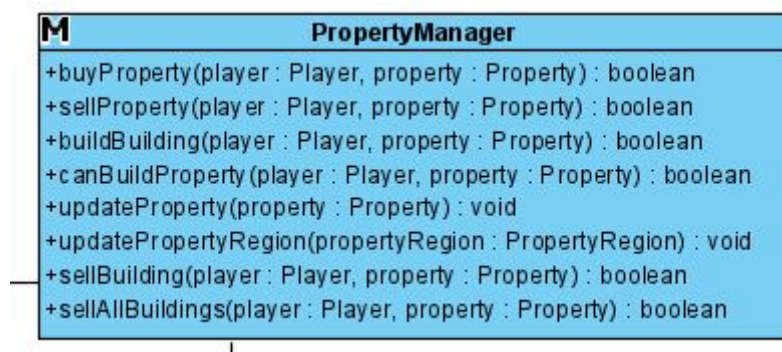 M PropertyManager
+buyProperty(player : Player, property : Property) : boolean
+sellProperty(player : Player, property : Property) : boolean
+buildBuilding(player : Player, property : Property) : boolean
+canBuildProperty(player : Player, property : Property) : boolean
+updateProperty(property : Property) : void
+updatePropertyRegion(propertyRegion : PropertyRegion) : void
+sellBuilding(player : Player, property : Property) : boolean
+sellAllBuildings(player : Player, property : Property) : boolean